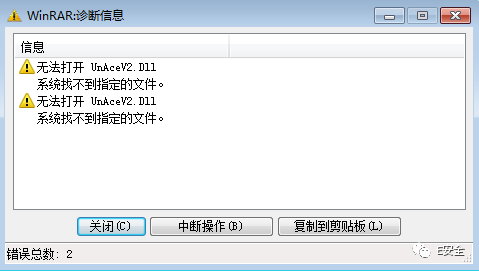 WinRAR:诊断信息
信息
无法打开 UnAceV2.Dll
系统找不到指定的文件。
无法打开 UnAceV2.Dll
系统找不到指定的文件。
关闭(C) 中断操作(B) 复制到剪贴板(L)
E安全
错误总数: 2